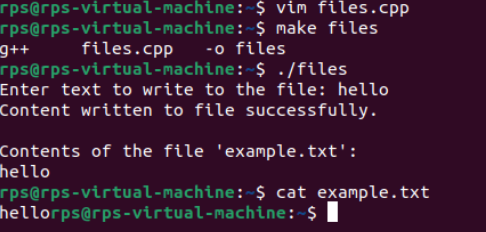 rps@rps-virtual-machine:~$ vim files.cpp
rps@rps-virtual-machine:~$ make files
g++     files.cpp   -o files
rps@rps-virtual-machine:~$ ./files
Enter text to write to the file: hello
Content written to file successfully.

Contents of the file 'example.txt':
hello
rps@rps-virtual-machine:~$ cat example.txt
hellorps@rps-virtual-machine:~$